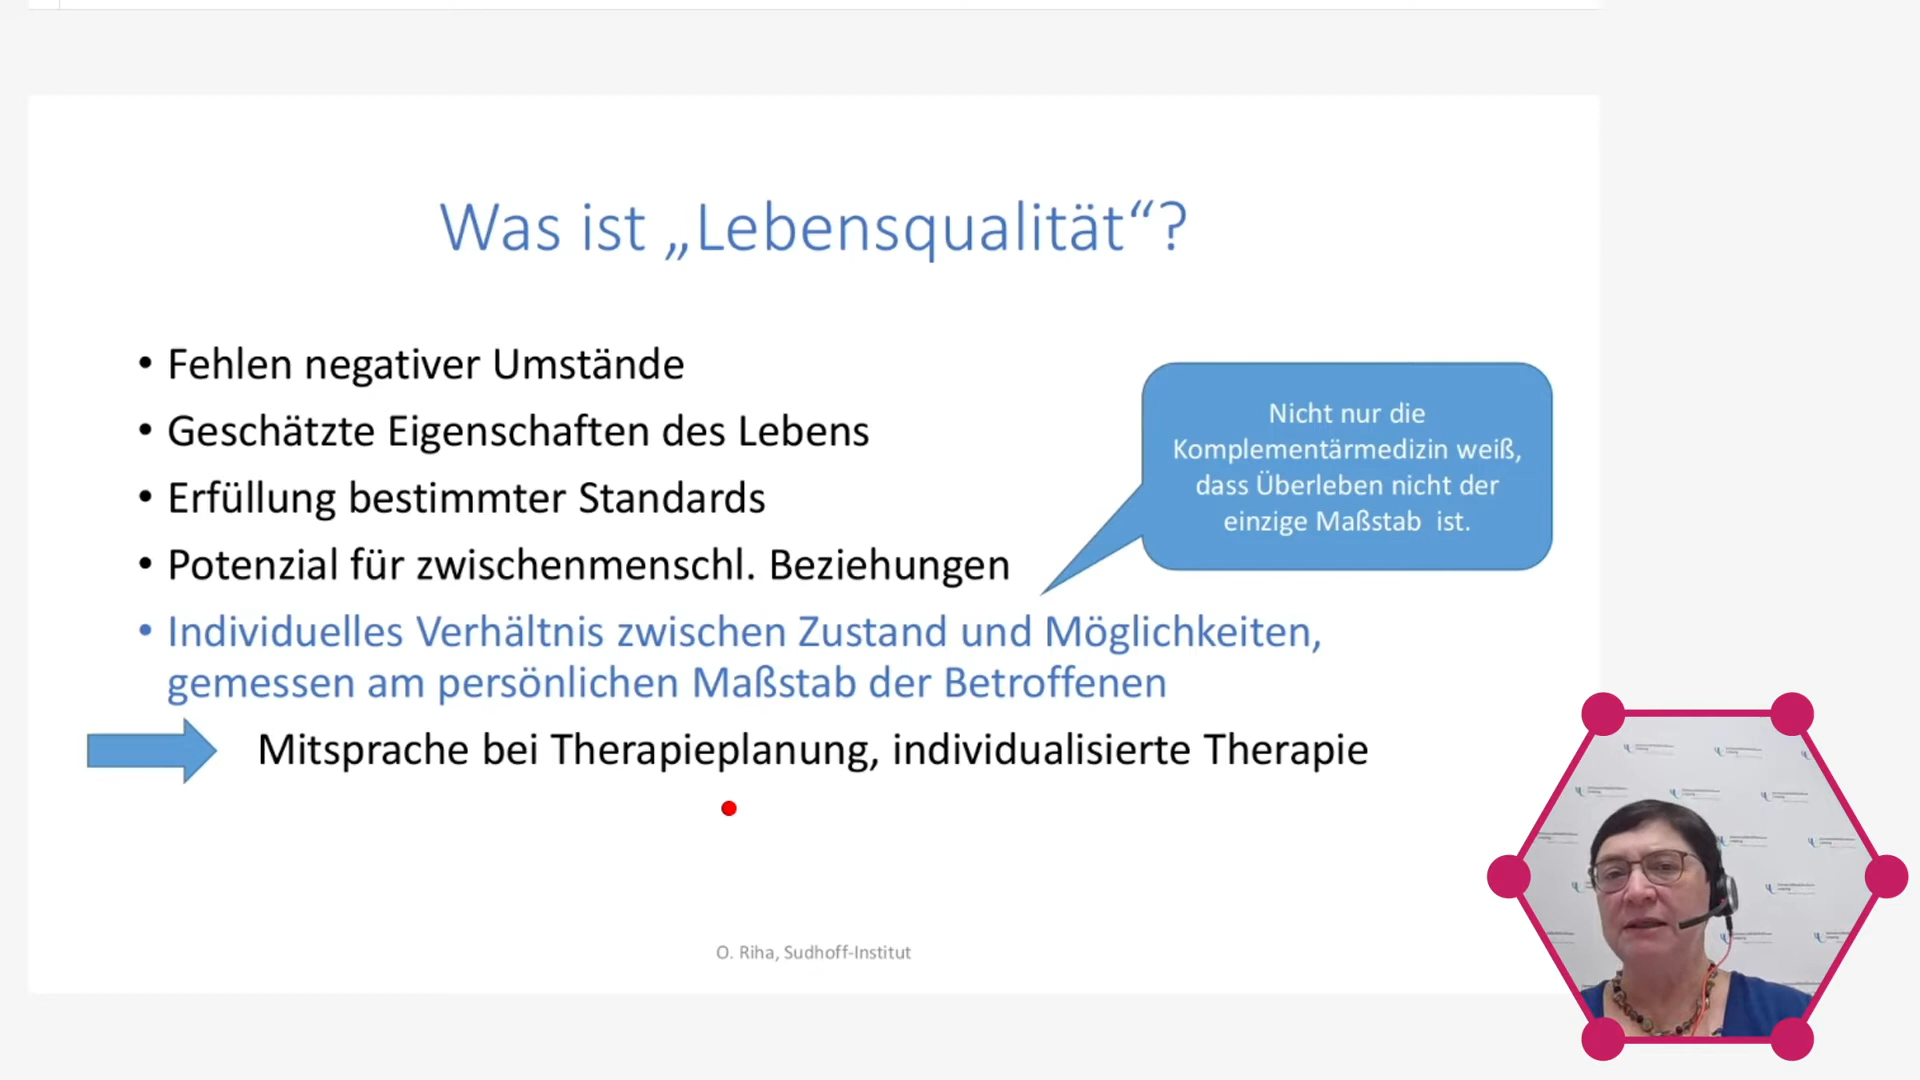 Was ist „Lebensqualität“?
• Fehlen negativer Umstände
• Geschätzte Eigenschaften des Lebens
• Erfüllung bestimmter Standards
• Potenzial für zwischenmenschl. Beziehungen
Nicht nur die
Komplementärmedizin weiß,
dass Überleben nicht der
einzige Maßstab ist.
• Individuelles Verhältnis zwischen Zustand und Möglichkeiten,
gemessen am persönlichen Maßstab der Betroffenen
Mitsprache bei Therapieplanung, individualisierte Therapie
O. Riha, Sudhoff-Institut